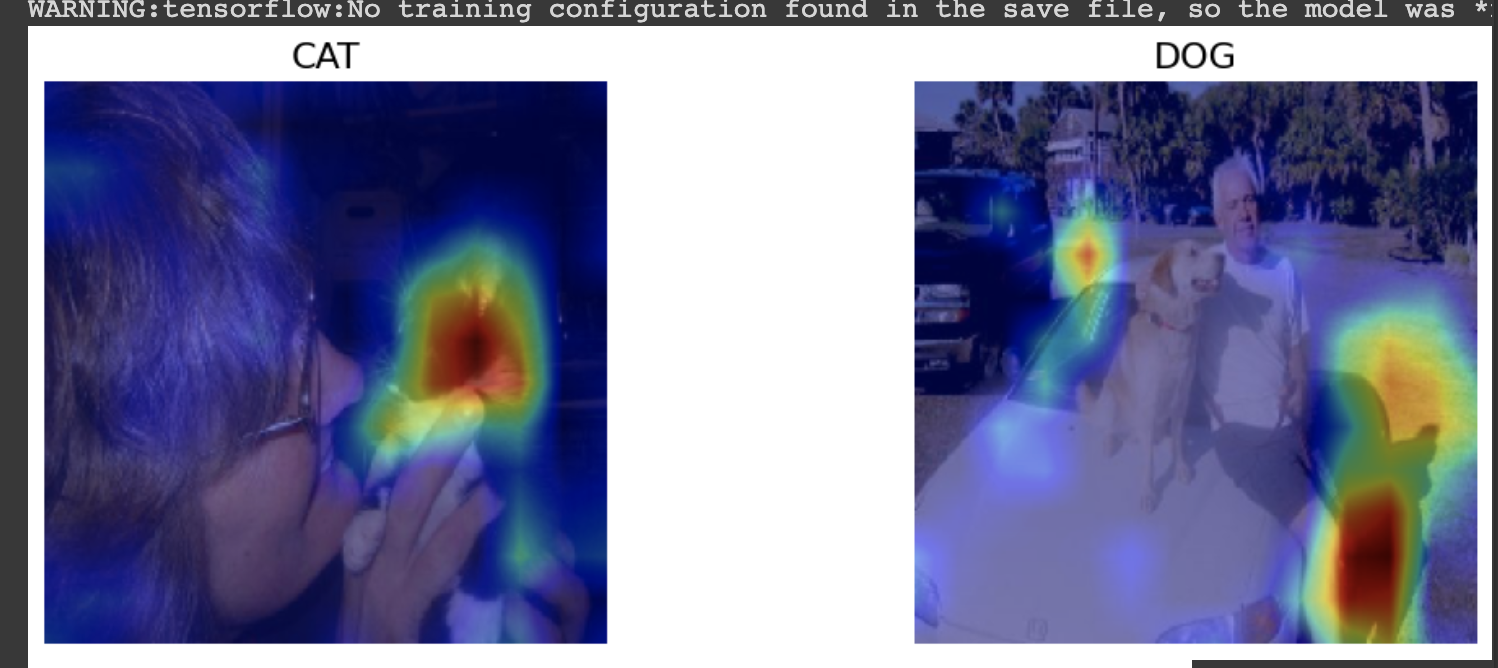 WARNING:tensorflow:No training configuration found in the save file, so the model was *
CAT
DOG